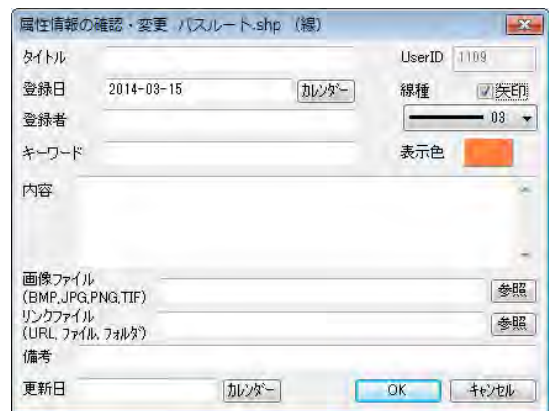 属性情報の確認・変更 バスルート.shp （線）
タイトル
UserID 1109
登録日 2014-03-15 カレンダー
線種 矢印
登録者
03
キーワード
表示色
内容
画像ファイル
(BMP,JPG,PNG,TIF)
参照
リンクファイル
(URL, ファイル, フォルダ)
参照
備考
更新日 カレンダー OK キャンセル